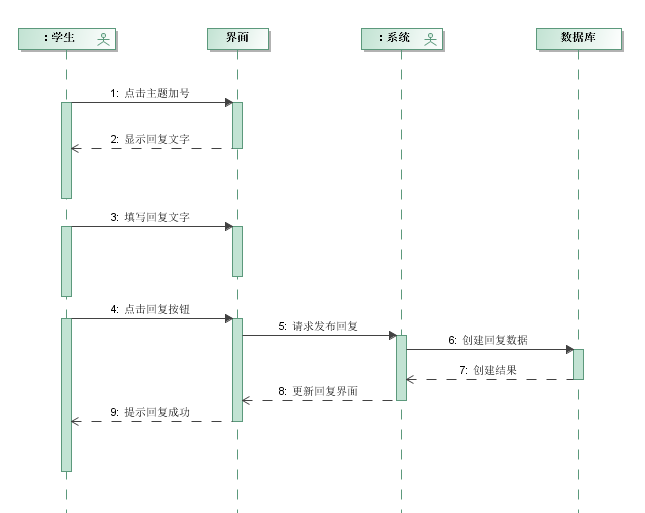 : 学生
界面
: 系统
数据库
1: 点击主题加号
2: 显示回复文字
3: 填写回复文字
4: 点击回复按钮
5: 请求发布回复
6: 创建回复数据
7: 创建结果
8: 更新回复界面
9: 提示回复成功